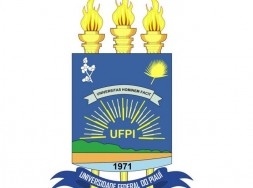 UNIVERSITAS HOMINEM FACIT
UFPI
1971
UNIVERSIDADE FEDERAL DO PIAUÍ